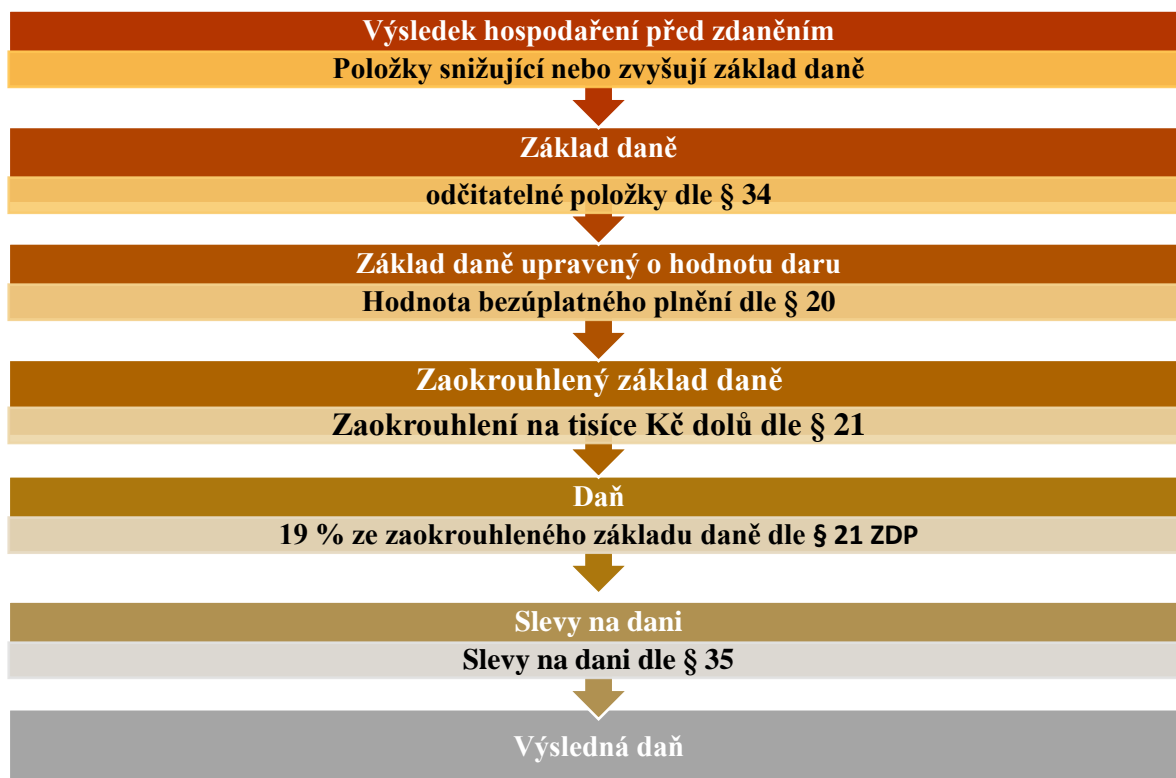 Výsledek hospodaření před zdaněním
Položky snižující nebo zvyšují základ daně
Základ daně
odčitatelné položky dle § 34
Základ daně upravený o hodnotu daru
Hodnota bezúplatného plnění dle § 20
Zaokrouhlený základ daně
Zaokrouhlení na tisíce Kč dolů dle § 21
Daň
19 % ze zaokrouhleného základu daně dle § 21 ZDP
Slevy na dani
Slevy na dani dle § 35
Výsledná daň